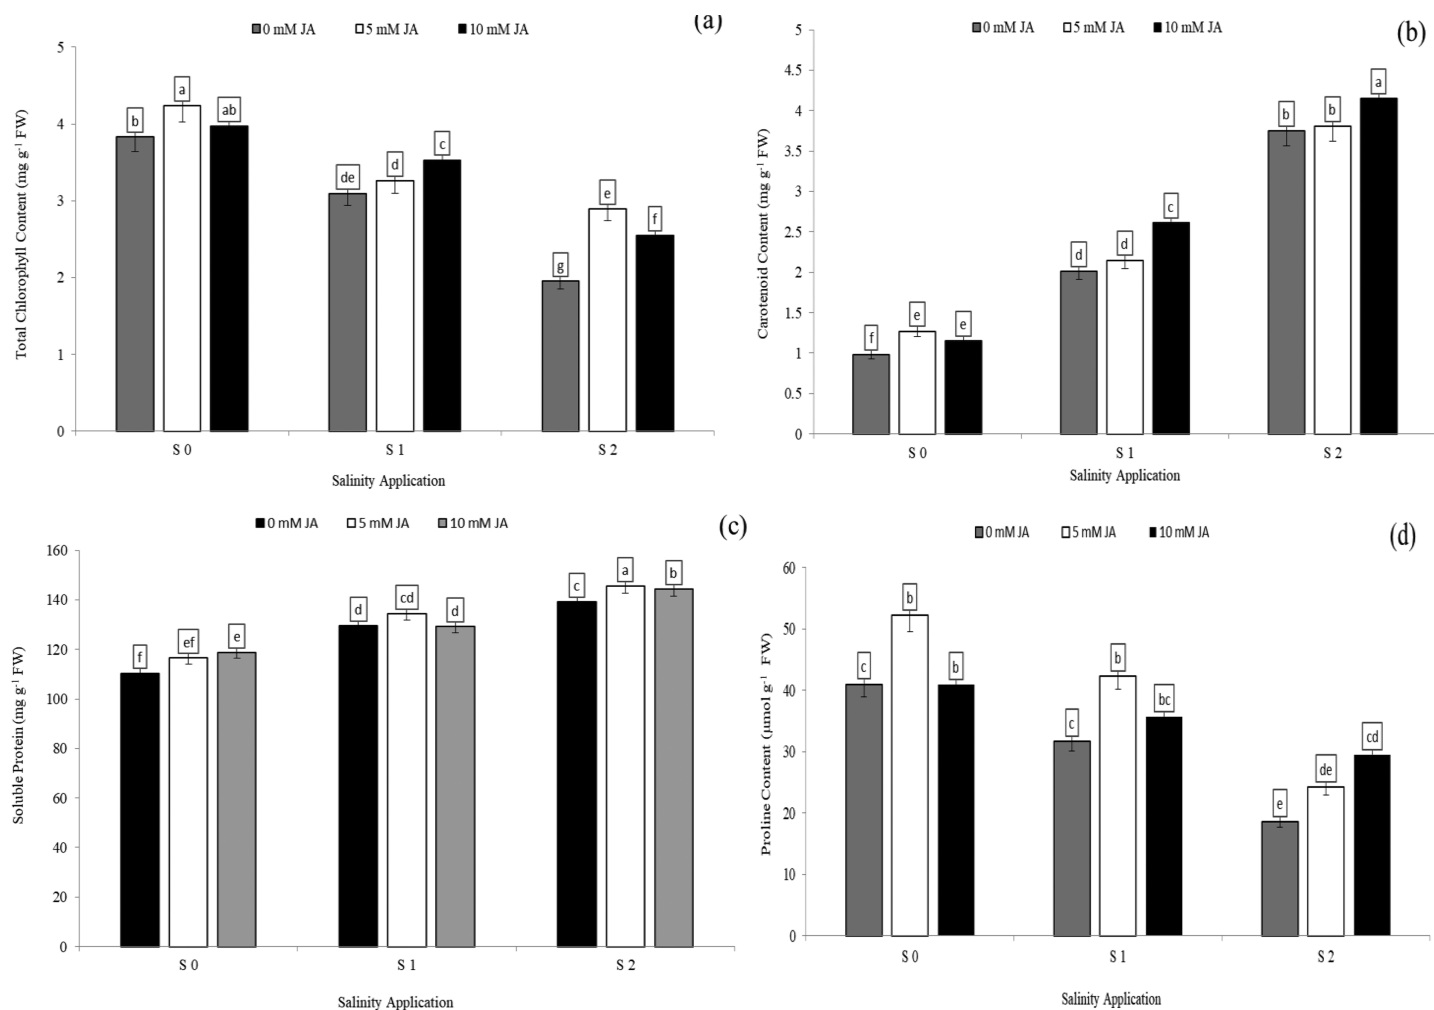 (a)
0 mM JA 5 mM JA 10 mM JA
Total Chlorophyll Content (mg g⁻¹ FW)
5
4
3
2
1
0
b a ab
de d c
g e f
S 0 S 1 S 2
Salinity Application
(b)
0 mM JA 5 mM JA 10 mM JA
Carotenoid Content (mg g⁻¹ FW)
5
4.5
4
3.5
3
2.5
2
1.5
1
0.5
0
f e e
d d c
b b a
S 0 S 1 S 2
Salinity Application
(c)
0 mM JA 5 mM JA 10 mM JA
Soluble Protein (mg g⁻¹ FW)
160
140
120
100
80
60
40
20
0
f ef e
d cd d
c a b
S 0 S 1 S 2
Salinity Application
(d)
0 mM JA 5 mM JA 10 mM JA
Proline Content (µmol g⁻¹ FW)
60
50
40
30
20
10
0
c b b
c b bc
e de cd
S 0 S 1 S 2
Salinity Application